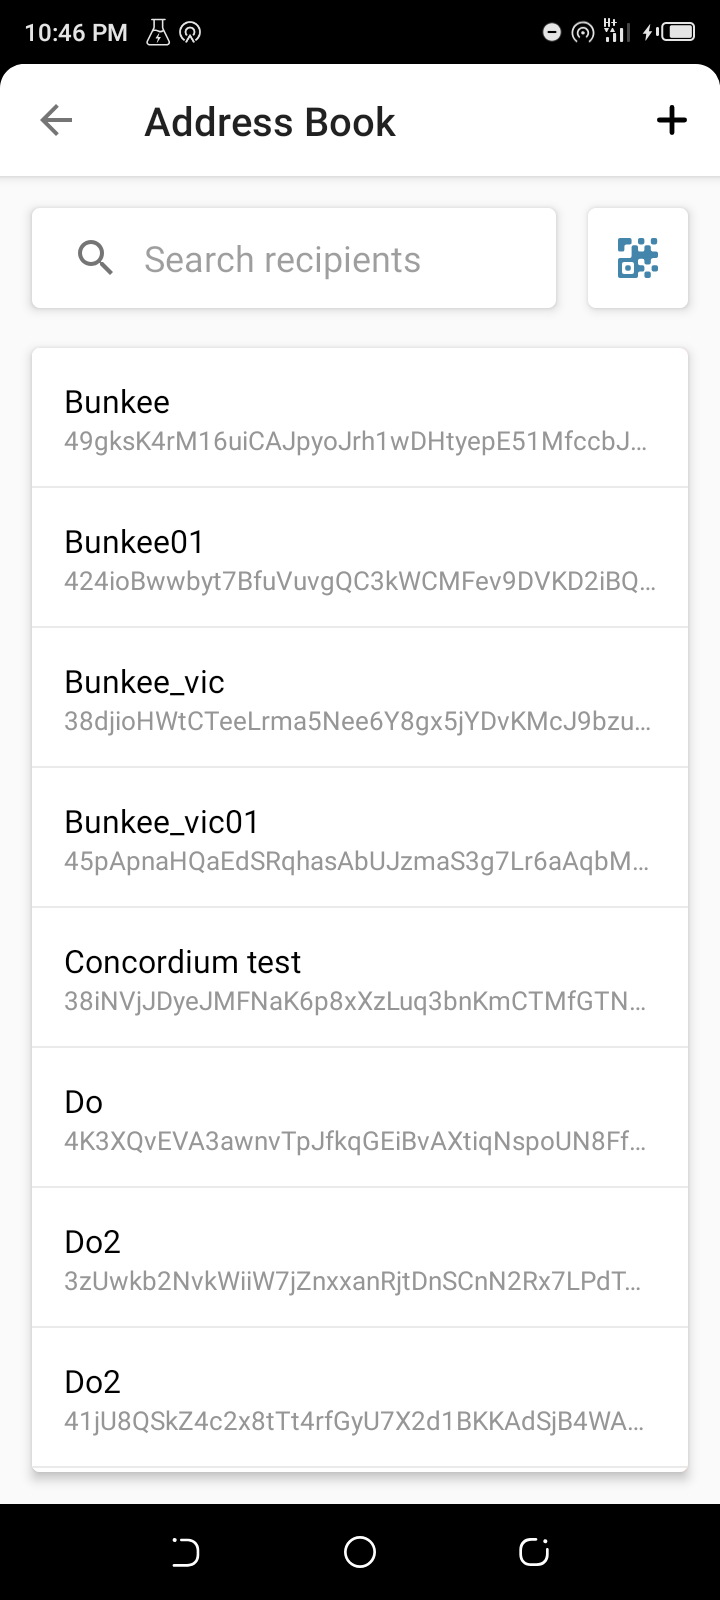 10:46 PM
H+
Address Book
Search recipients
Bunkee
49gksK4rM16uiCAJpyoJrh1wDHtyepE51MfccbJ...
Bunkee01
424ioBwwbyt7BfuVuvgQC3kWCMFev9DVKD2iBQ...
Bunkee_vic
38djioHWtCTeeLrma5Nee6Y8gx5jYDvKMcJ9bzu...
Bunkee_vic01
45pApnaHQaEdSRqhasAbUJzmaS3g7Lr6aAqbM...
Concordium test
38iNVjJDyeJMFNaK6p8xXzLuq3bnKmCTMfGTN...
Do
4K3XQvEVA3awnvTpJfkqGEiBvAXtiqNspoUN8Ff...
Do2
3zUwkb2NvkWiiW7jZnxxanRjtDnSCnN2Rx7LPdT...
Do2
41jU8QSkZ4c2x8tTt4rfGyU7X2d1BKKAdSjB4WA...